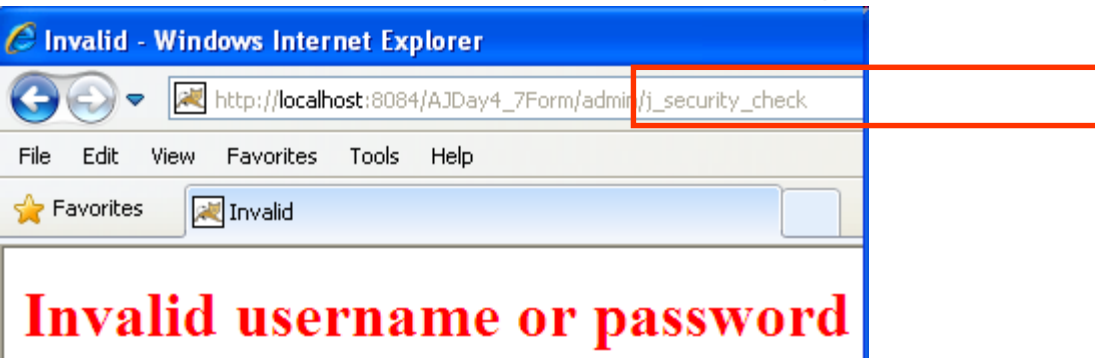 Invalid - Windows Internet Explorer
http://localhost:8084/AJDay4_7Form/admin/j_security_check
File Edit View Favorites Tools Help
Favorites Invalid
Invalid username or password